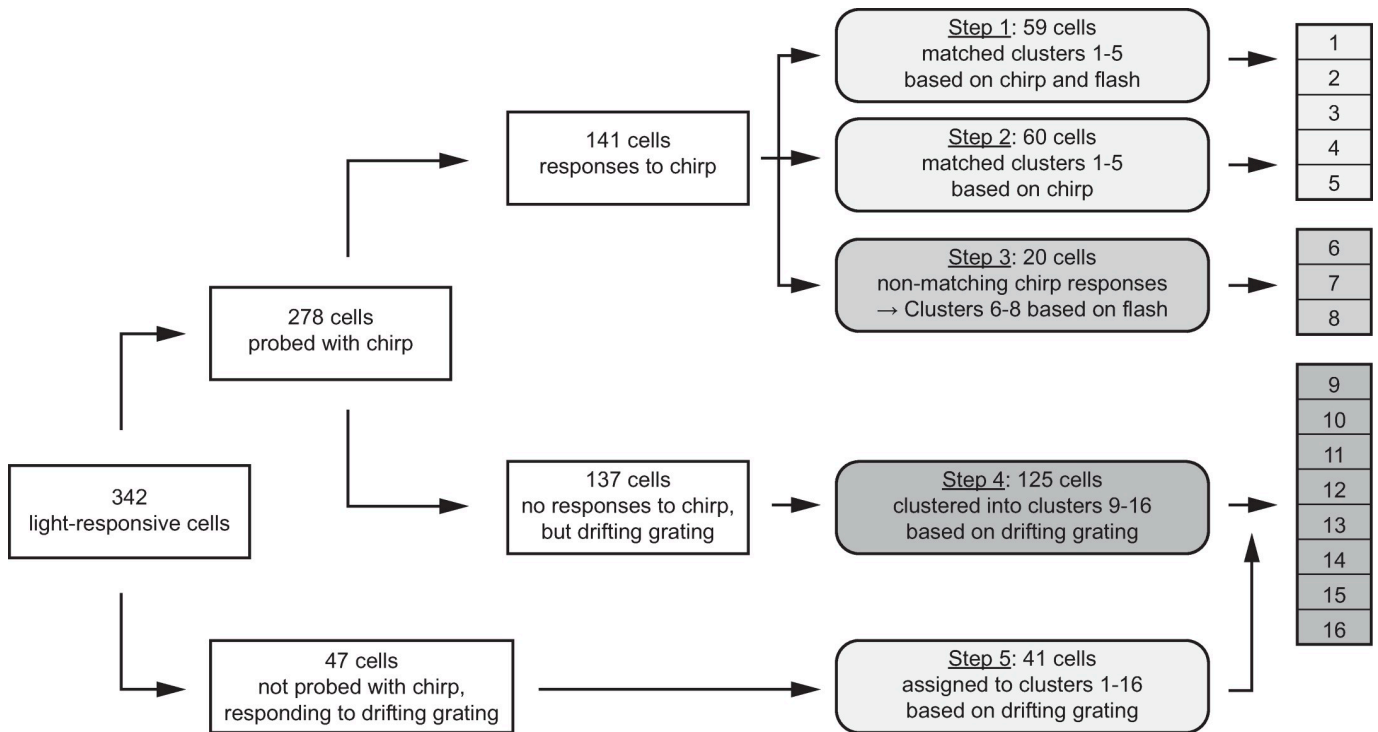 Step 1: 59 cells
matched clusters 1-5
based on chirp and flash
141 cells
responses to chirp
Step 2: 60 cells
matched clusters 1-5
based on chirp
1
2
3
4
5
278 cells
probed with chirp
Step 3: 20 cells
non-matching chirp responses
→ Clusters 6-8 based on flash
6
7
8
342
light-responsive cells
137 cells
no responses to chirp,
but drifting grating
Step 4: 125 cells
clustered into clusters 9-16
based on drifting grating
9
10
11
12
13
14
15
16
47 cells
not probed with chirp,
responding to drifting grating
Step 5: 41 cells
assigned to clusters 1-16
based on drifting grating